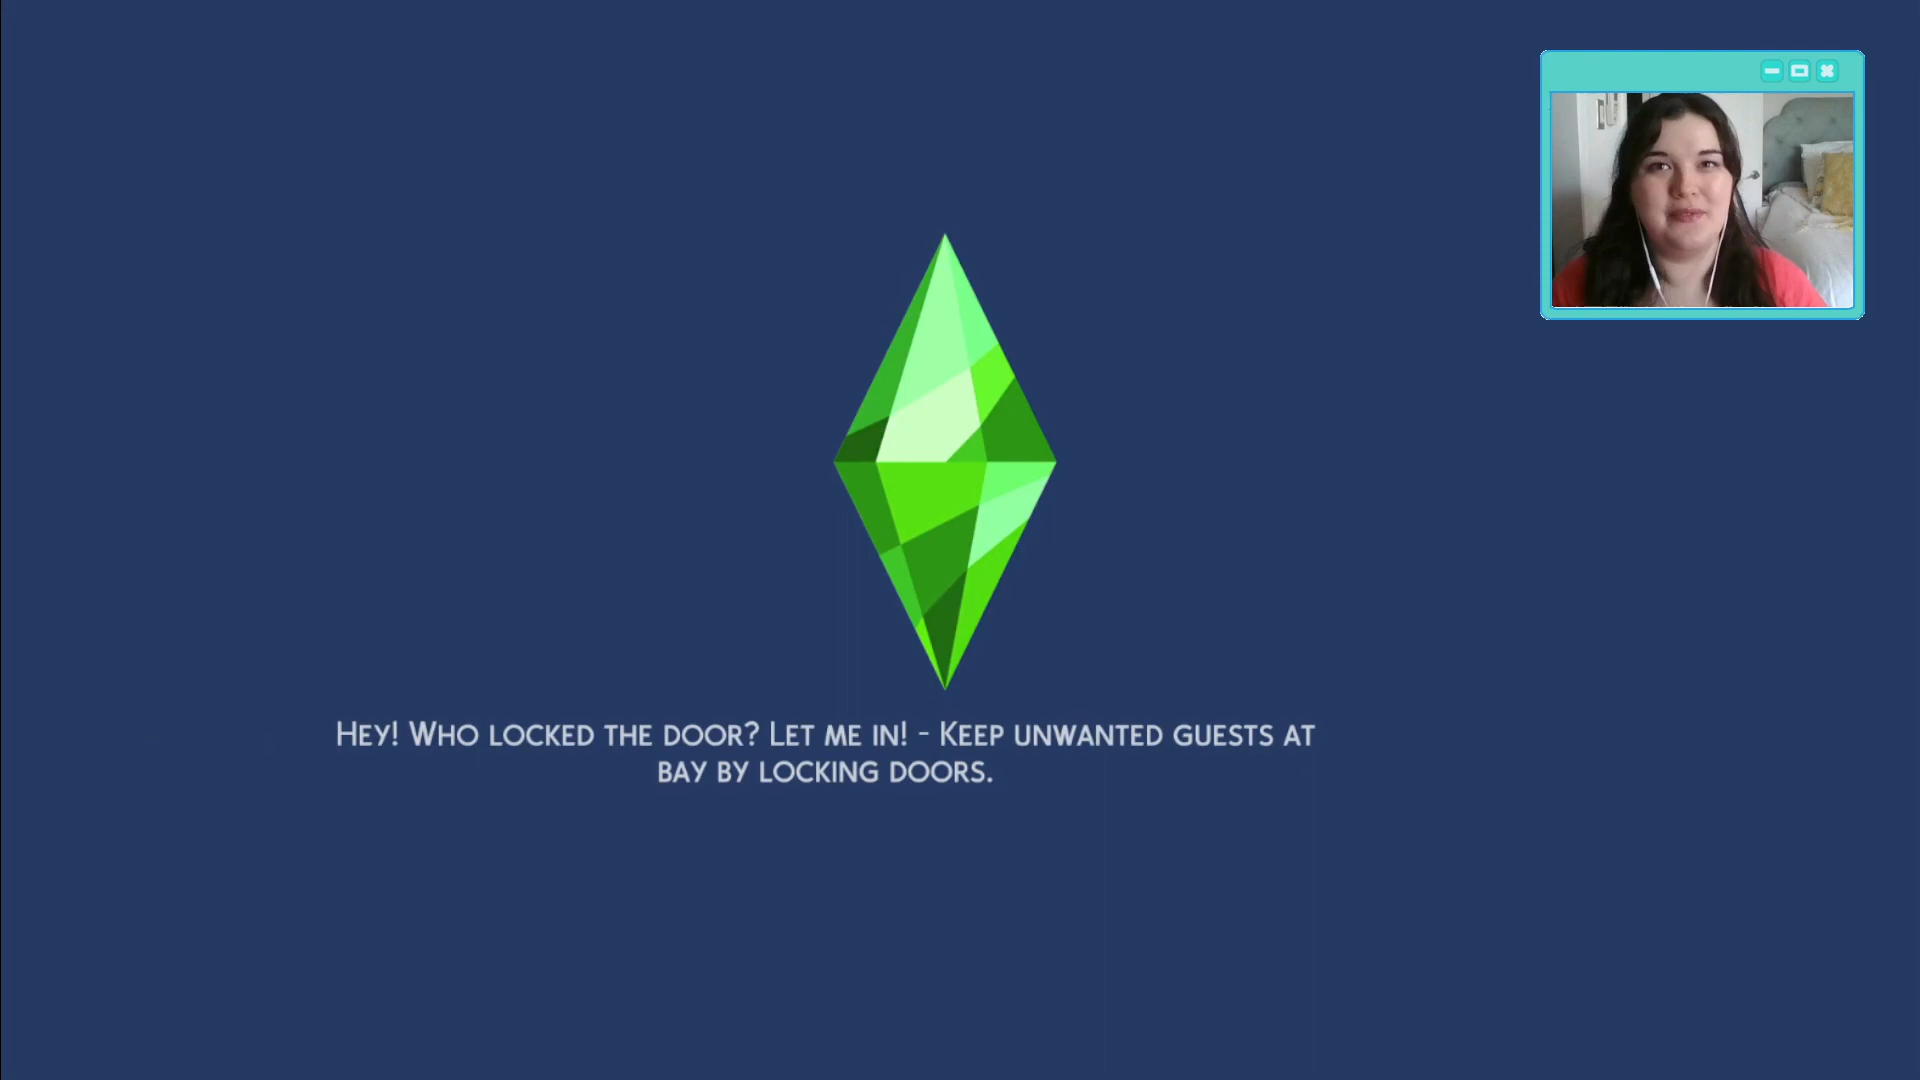 Hey! Who locked the door? Let me in! - Keep unwanted guests at
bay by locking doors.